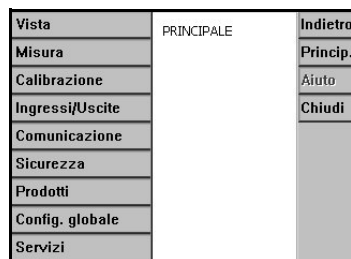 Vista
Misura
Calibrazione
Ingressi/Uscite
Comunicazione
Sicurezza
Prodotti
Config. globale
Servizi
PRINCIPALE
Indietro
Princip.
Aiuto
Chiudi